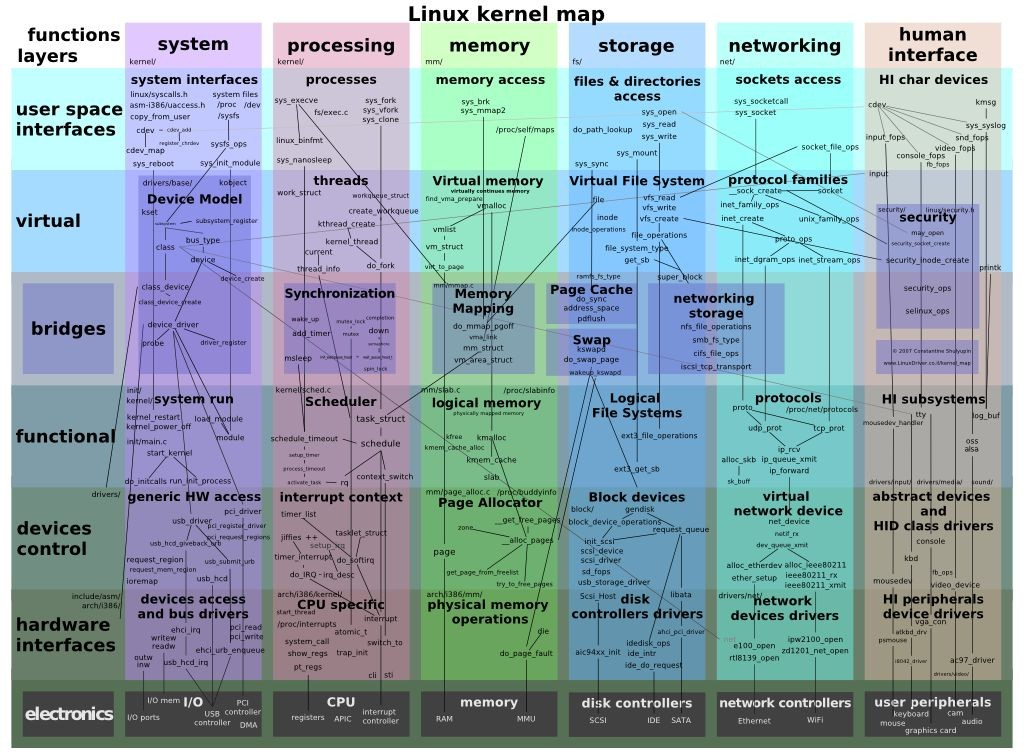 Linux kernel map
functions
layers
system
processing
memory
storage
networking
human
interface
kernel/
kernel/
mm/
fs/
net/
user space
interfaces
system interfaces
linux/syscalls.h
system files
asm-i386/uaccess.h
/proc /dev
copy_from_user
/sysfs
cdev
cdev_add
register_chrdev
sysfs_ops
cdev_map
sys_reboot
sys_init_module
processes
sys_execve
sys_fork
fs/exec.c
sys_vfork
sys_clone
linux_binfmt
sys_nanosleep
memory access
sys_brk
sys_mmap2
/proc/self/maps
files & directories
access
sys_open
sys_read
do_path_lookup
sys_write
sys_mount
sys_sync
sockets access
sys_socketcall
sys_socket
socket_file_ops
HI char devices
cdev
kmsg
sys_syslog
input_fops
snd_fops
video_fops
console_fops
fb_fops
input
virtual
drivers/base/
kobject
Device Model
kset
subsystem_register
bus_type
class
device
device_create
threads
work_struct
workqueue_struct
create_workqueue
kthread_create
kernel_thread
current
thread_info
do_fork
Virtual memory
virtually continues memory
find_vma_prepare
vmalloc
vmlist
vm_struct
virt_to_page
Virtual File System
file
vfs_read
vfs_write
inode
vfs_create
inode_operations
file_operations
file_system_type
get_sb
super_block
protocol families
sock_create
socket
inet_family_ops
inet_create
unix_family_ops
proto_ops
inet_dgram_ops
inet_stream_ops
security/
linux/security.h
security
may_open
security_socket_create
security_inode_create
printk
bridges
class_device
class_device_create
device_driver
probe
driver_register
Synchronization
wake_up
mutex_lock
completion
add_timer
mutex
down
semaphore
msleep
spin_lock
mm/mmap.c
Memory
Mapping
do_mmap_pgoff
vma_link
mm_struct
vm_area_struct
ramfs_fs_type
Page Cache
do_sync
address_space
pdflush
Swap
kswapd
do_swap_page
wakeup_kswapd
networking
storage
nfs_file_operations
smb_fs_type
cifs_file_ops
iscsi_tcp_transport
security_ops
selinux_ops
© 2007 Constantine Shulyupin
www.LinuxDriver.co.il/kernel_map
functional
init/
kernel/
system run
kernel_restart
kernel_power_off
load_module
module
init/main.c
start_kernel
do_initcalls
run_init_process
drivers/
kernel/sched.c
Scheduler
task_struct
schedule_timeout
schedule
setup_timer
process_timeout
context_switch
activate_task
rq
mm/slab.c
/proc/slabinfo
logical memory
physically mapped memory
kfree
kmalloc
kmem_cache_alloc
kmem_cache
slab
Logical
File Systems
ext3_file_operations
ext3_get_sb
protocols
proto
/proc/net/protocols
udp_prot
tcp_prot
ip_rcv
alloc_skb
ip_queue_xmit
ip_forward
sk_buff
HI subsystems
tty
log_buf
mousedev_handler
oss
alsa
drivers/input/
drivers/media/
sound/
devices
control
generic HW access
pci_driver
usb_driver
pci_register_driver
pci_request_regions
usb_hcd_giveback_urb
request_region
usb_submit_urb
request_mem_region
ioremap
usb_hcd
interrupt context
timer_list
jiffies ++
tasklet_struct
setup_irq
timer_interrupt
do_softirq
do_IRQ
irq_desc
mm/page_alloc.c
/proc/buddyinfo
Page Allocator
zone
__get_free_pages
__alloc_pages
page
get_page_from_freelist
try_to_free_pages
Block devices
block/
gendisk
block_device_operations
request_queue
init_scsi
scsi_device
scsi_driver
sd_fops
usb_storage_driver
virtual
network device
net_device
netif_rx
dev_queue_xmit
alloc_etherdev
alloc_ieee80211
ether_setup
ieee80211_rx
ieee80211_xmit
abstract devices
and
HID class drivers
console
kbd
fb_ops
mousedev
video_device
hardware
interfaces
include/asm/
arch/i386/
devices access
and bus drivers
ehci_irq
pci_read
pci_write
writew
readw
ehci_urb_enqueue
outw
inw
usb_hcd_irq
arch/i386/kernel/
CPU specific
start_thread
/proc/interrupts
interrupt
atomic_t
system_call
switch_to
show_regs
trap_init
pt_regs
cli
sti
arch/i386/mm/
physical memory
operations
die
do_page_fault
Scsi_Host
libata
disk
controllers drivers
ahci_pci_driver
idedisk_ops
aic94xx_init
ide_intr
ide_do_request
drivers/net/
network
devices drivers
net
ipw2100_open
e100_open
zd1201_net_open
rtl8139_open
HI peripherals
device drivers
vga_con
atkbd_drv
psmouse
i8042_driver
ac97_driver
drivers/video/
electronics
I/O
I/O mem
I/O ports
USB
controller
PCI
controller
DMA
CPU
registers
APIC
interrupt
controller
memory
RAM
MMU
disk controllers
SCSI
IDE
SATA
network controllers
Ethernet
WiFi
user peripherals
keyboard
cam
mouse
audio
graphics card